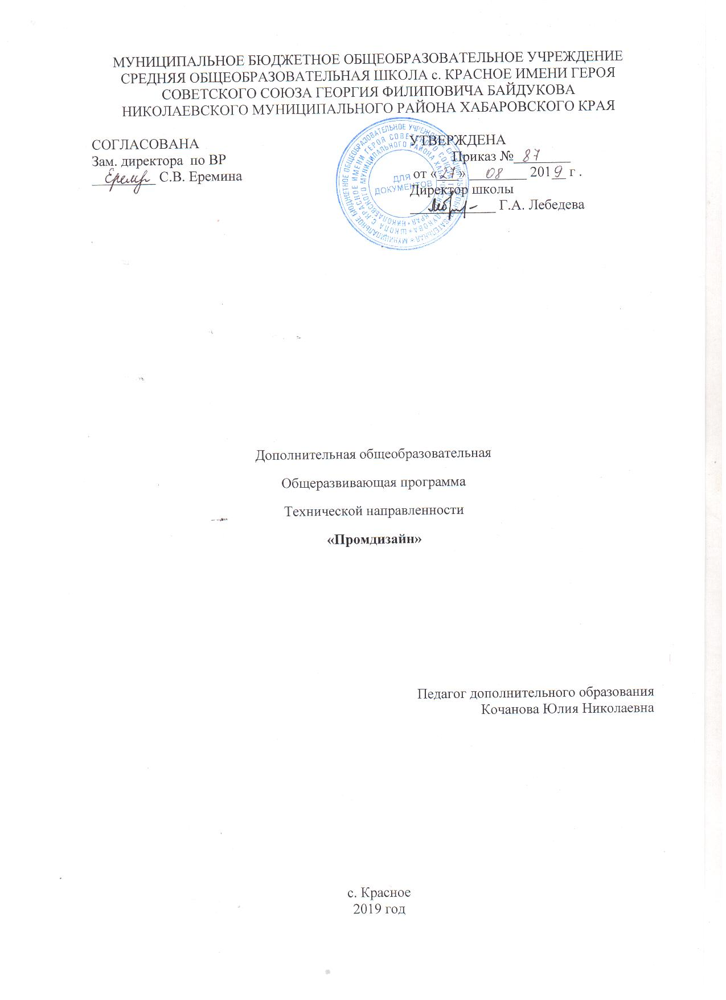 МУНИЦИПАЛЬНОЕ БЮДЖЕТНОЕ ОБЩЕОБРАЗОВАТЕЛЬНОЕ УЧРЕЖДЕНИЕ
СРЕДНЯЯ ОБЩЕОБРАЗОВАТЕЛЬНАЯ ШКОЛА с. КРАСНОЕ ИМЕНИ ГЕРОЯ
СОВЕТСКОГО СОЮЗА ГЕОРГИЯ ФИЛИПОВИЧА БАЙДУКОВА
НИКОЛАЕВСКОГО МУНИЦИПАЛЬНОГО РАЙОНА ХАБАРОВСКОГО КРАЯ
СОГЛАСОВАНА
Зам. директора по ВР
С.В. Еремина
УТВЕРЖДЕНА
Приказ № 87
от «27» 08 2019 г .
Директор школы
Г.А. Лебедева
ДЛЯ
ДОКУМЕНТОВ
Дополнительная общеобразовательная
Общеразвивающая программа
Технической направленности
«Промдизайн»
Педагог дополнительного образования
Кочанова Юлия Николаевна
с. Красное
2019 год